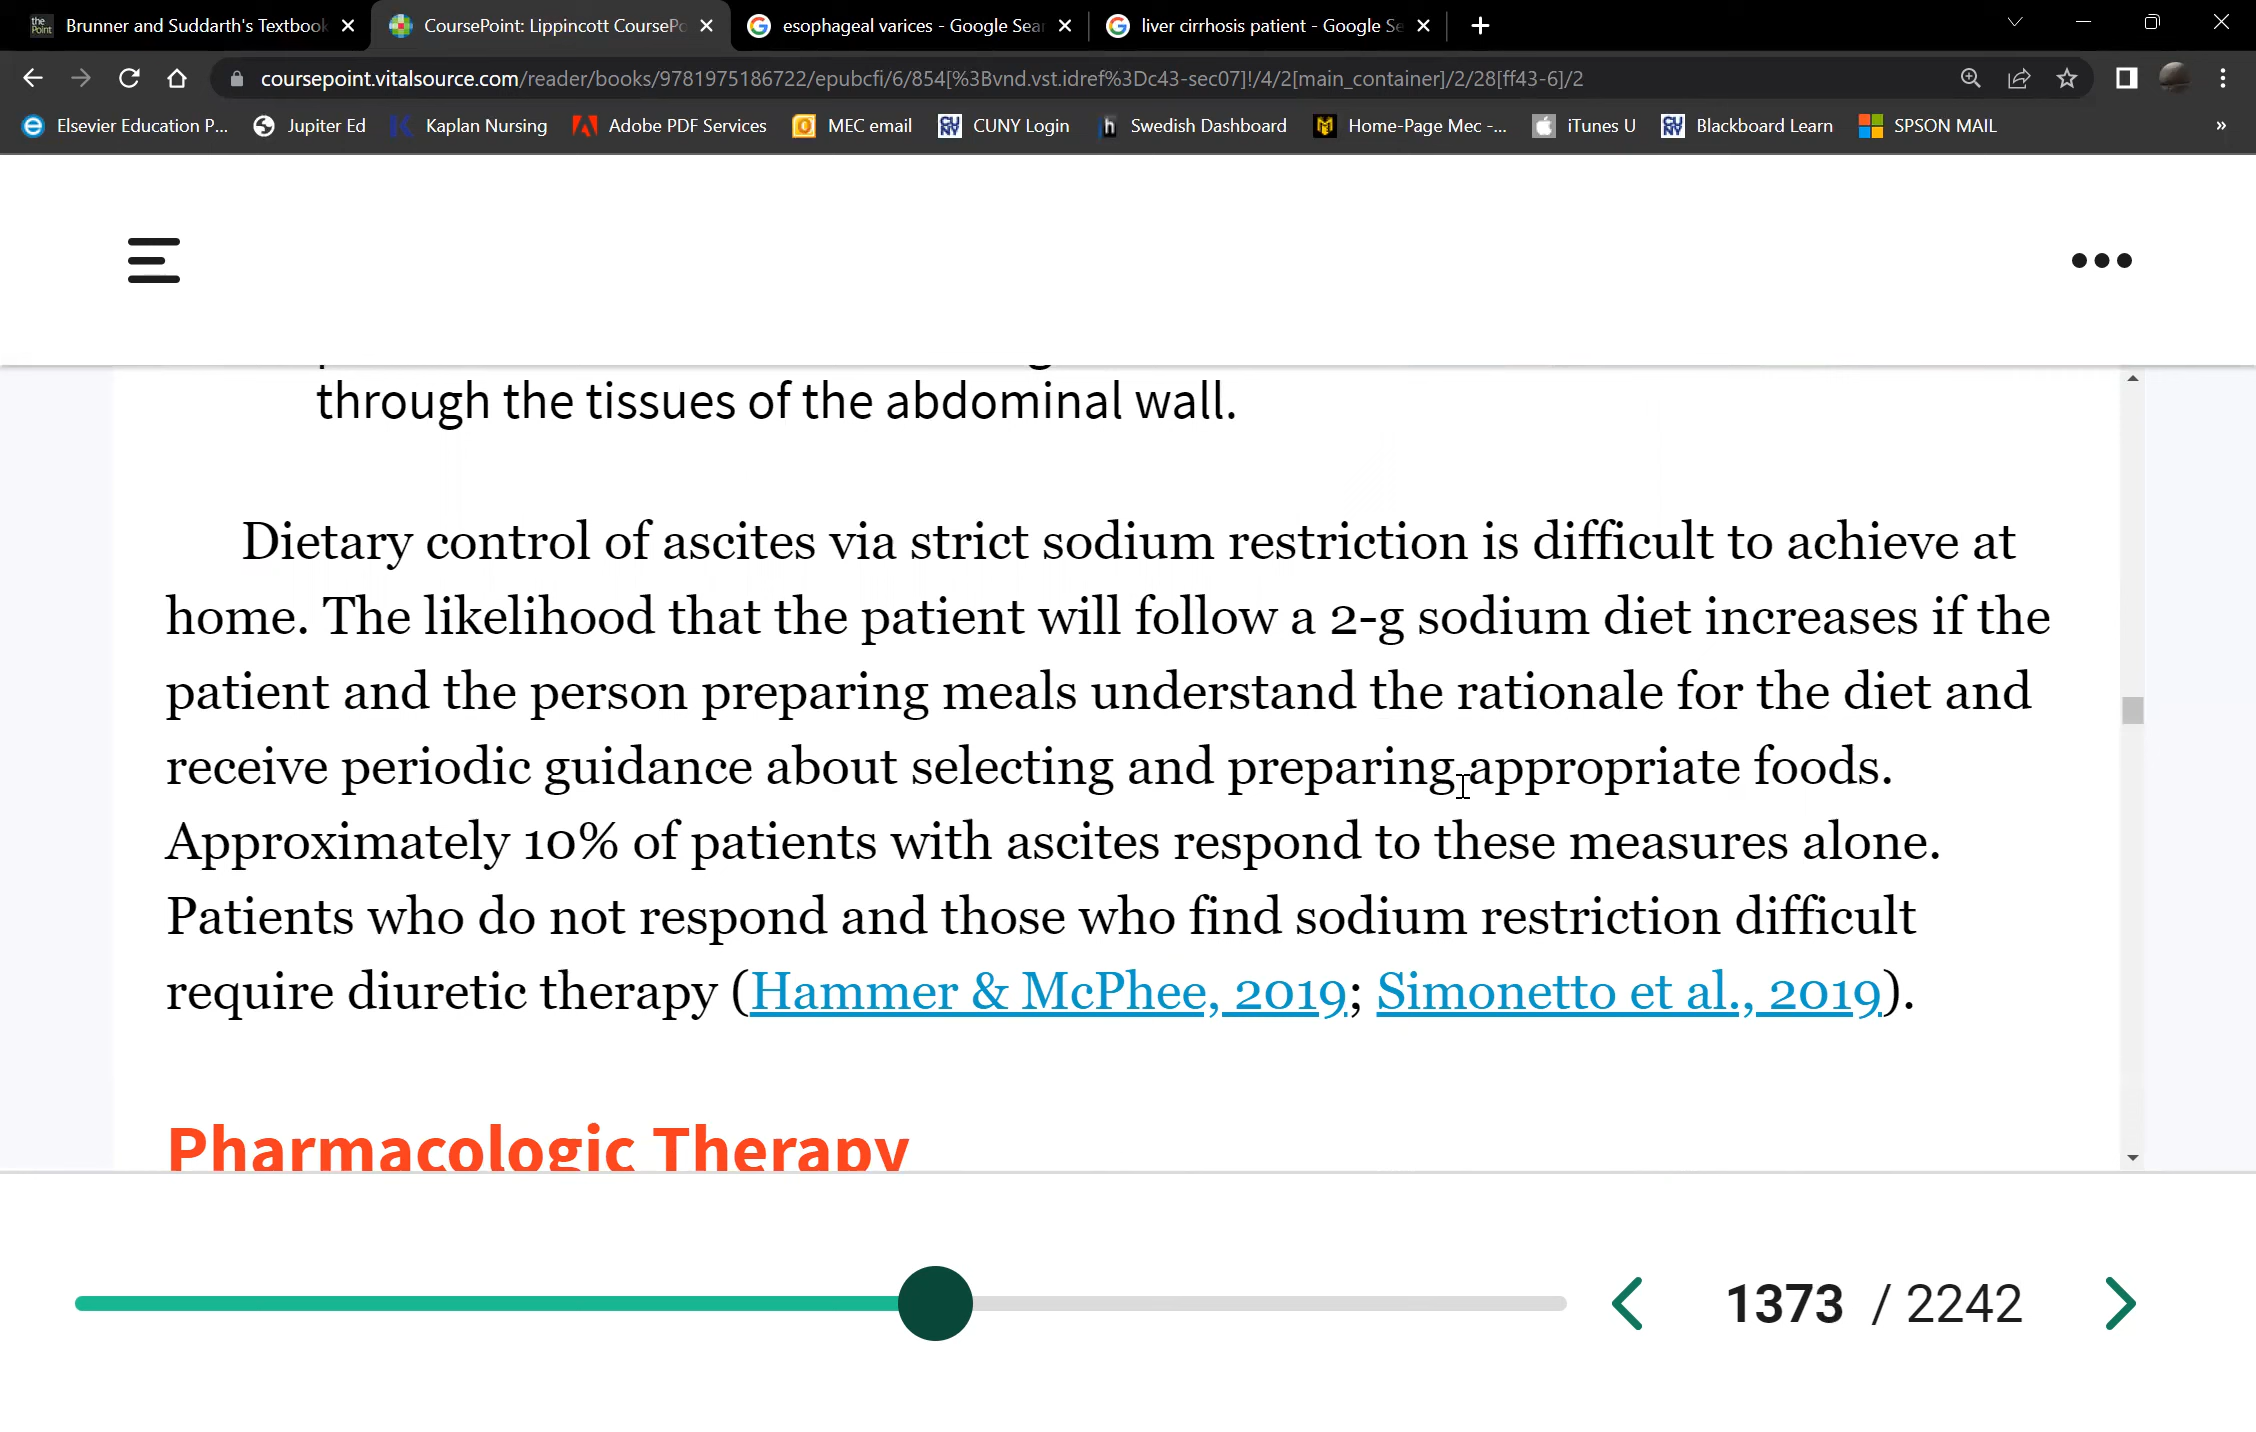 the Point
Brunner and Suddarth's Textbook
CoursePoint: Lippincott CoursePo
esophageal varices - Google Sear
liver cirrhosis patient - Google Se
coursepoint.vitalsource.com/reader/books/9781975186722/epubcfi/6/854[%3Bvnd.vst.idref%3Dc43-sec07]!/4/2[main_container]/2/28[ff43-6]/2
Elsevier Education P... Jupiter Ed Kaplan Nursing Adobe PDF Services MEC email CUNY Login Swedish Dashboard Home-Page Mec -... iTunes U Blackboard Learn SPSON MAIL »
through the tissues of the abdominal wall.
Dietary control of ascites via strict sodium restriction is difficult to achieve at
home. The likelihood that the patient will follow a 2-g sodium diet increases if the
patient and the person preparing meals understand the rationale for the diet and
receive periodic guidance about selecting and preparing appropriate foods.
Approximately 10% of patients with ascites respond to these measures alone.
Patients who do not respond and those who find sodium restriction difficult
require diuretic therapy (Hammer & McPhee, 2019; Simonetto et al., 2019).
Pharmacologic Therapy
1373 / 2242